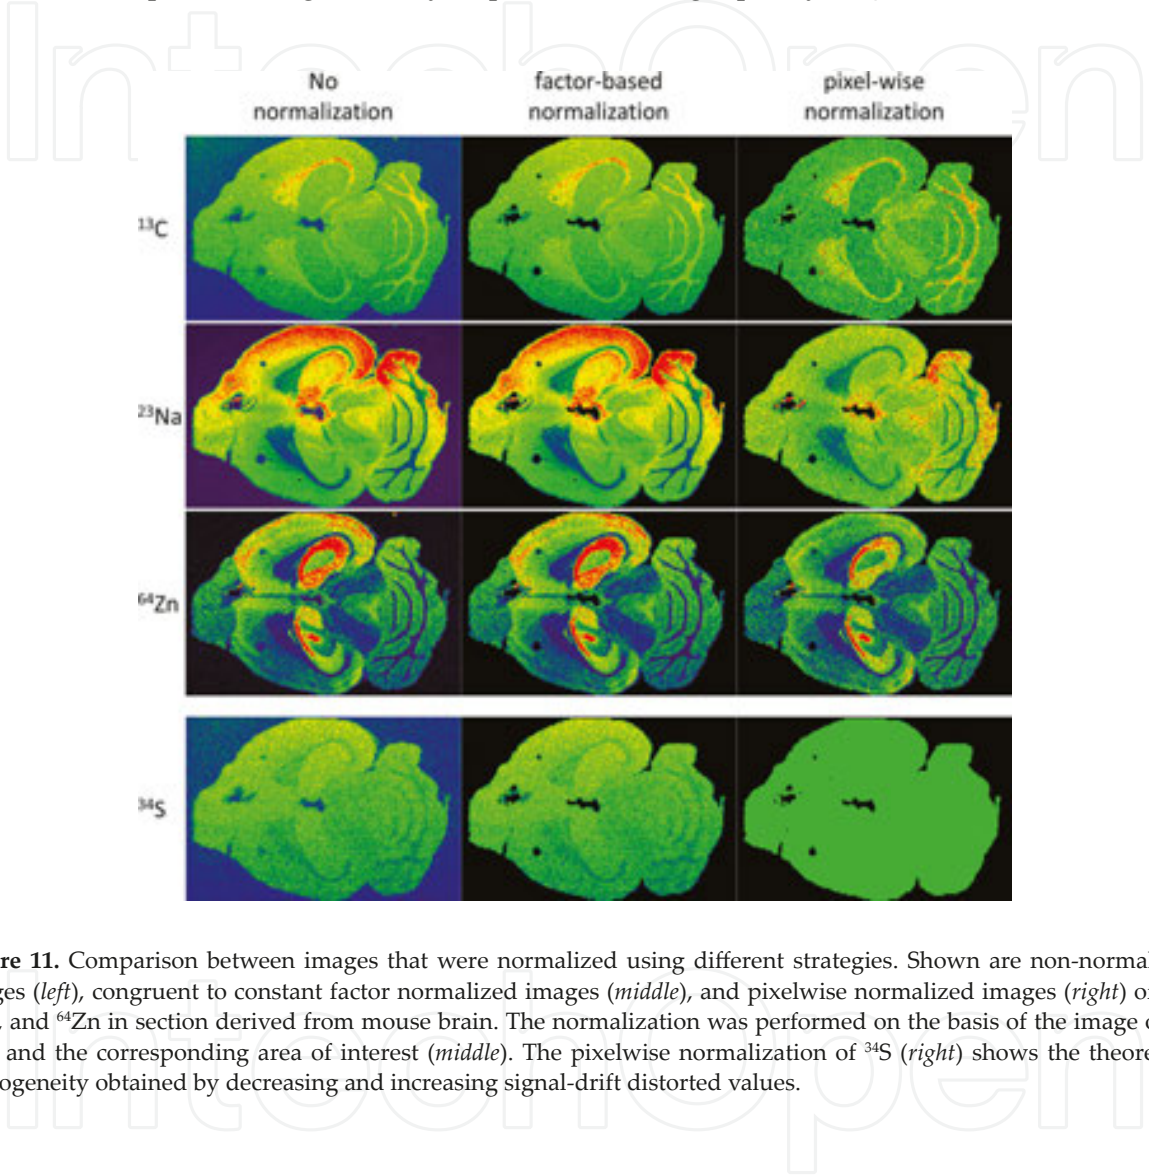 No
normalization
factor-based
normalization
pixel-wise
normalization
¹³C
²³Na
⁶⁴Zn
³⁴S
re 11. Comparison between images that were normalized using different strategies. Shown are non-normal
ges (left), congruent to constant factor normalized images (middle), and pixelwise normalized images (right) o
, and ⁶⁴Zn in section derived from mouse brain. The normalization was performed on the basis of the image
and the corresponding area of interest (middle). The pixelwise normalization of ³⁴S (right) shows the theore
ogeneity obtained by decreasing and increasing signal-drift distorted values.
IntechOpen
IntechOpen